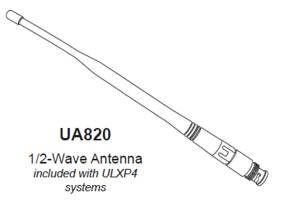 UA820
1/2-Wave Antenna
included with ULXP4
systems